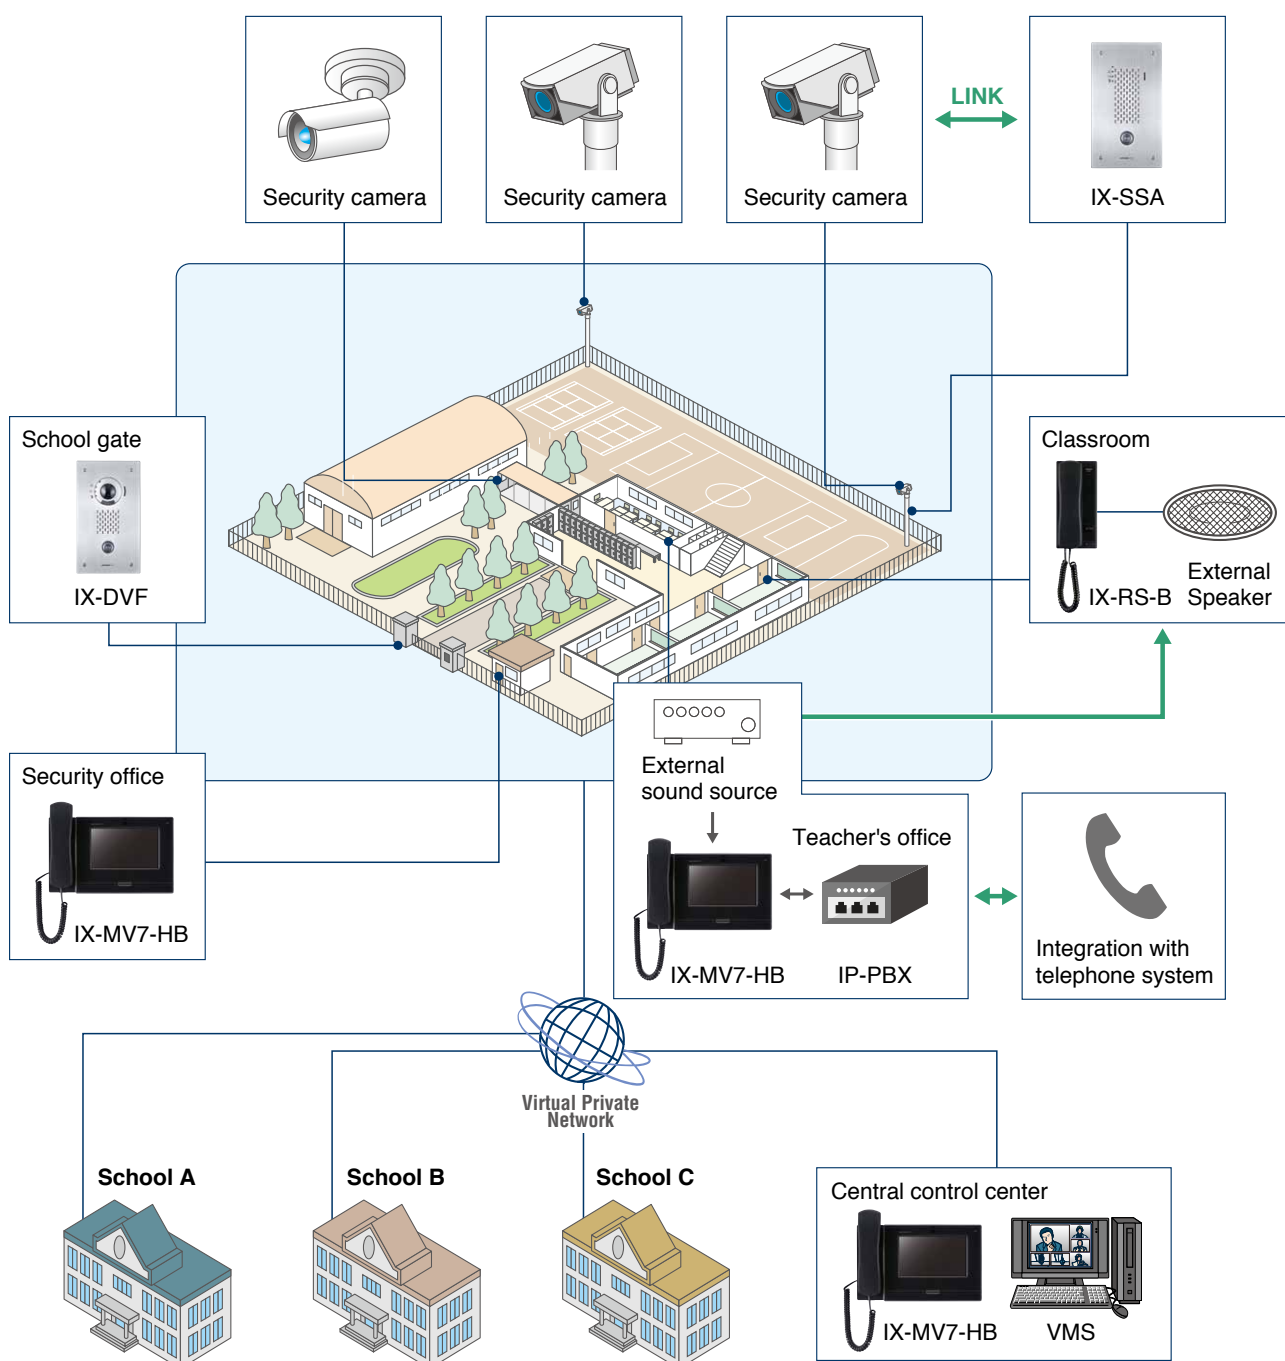 LINK
Security camera
Security camera
Security camera
IX-SSA
School gate
IX-DVF
Classroom
IX-RS-B
External
Speaker
Security office
IX-MV7-HB
External
sound source
Teacher's office
IX-MV7-HB
IP-PBX
Integration with
telephone system
Virtual Private
Network
School A
School B
School C
Central control center
IX-MV7-HB
VMS